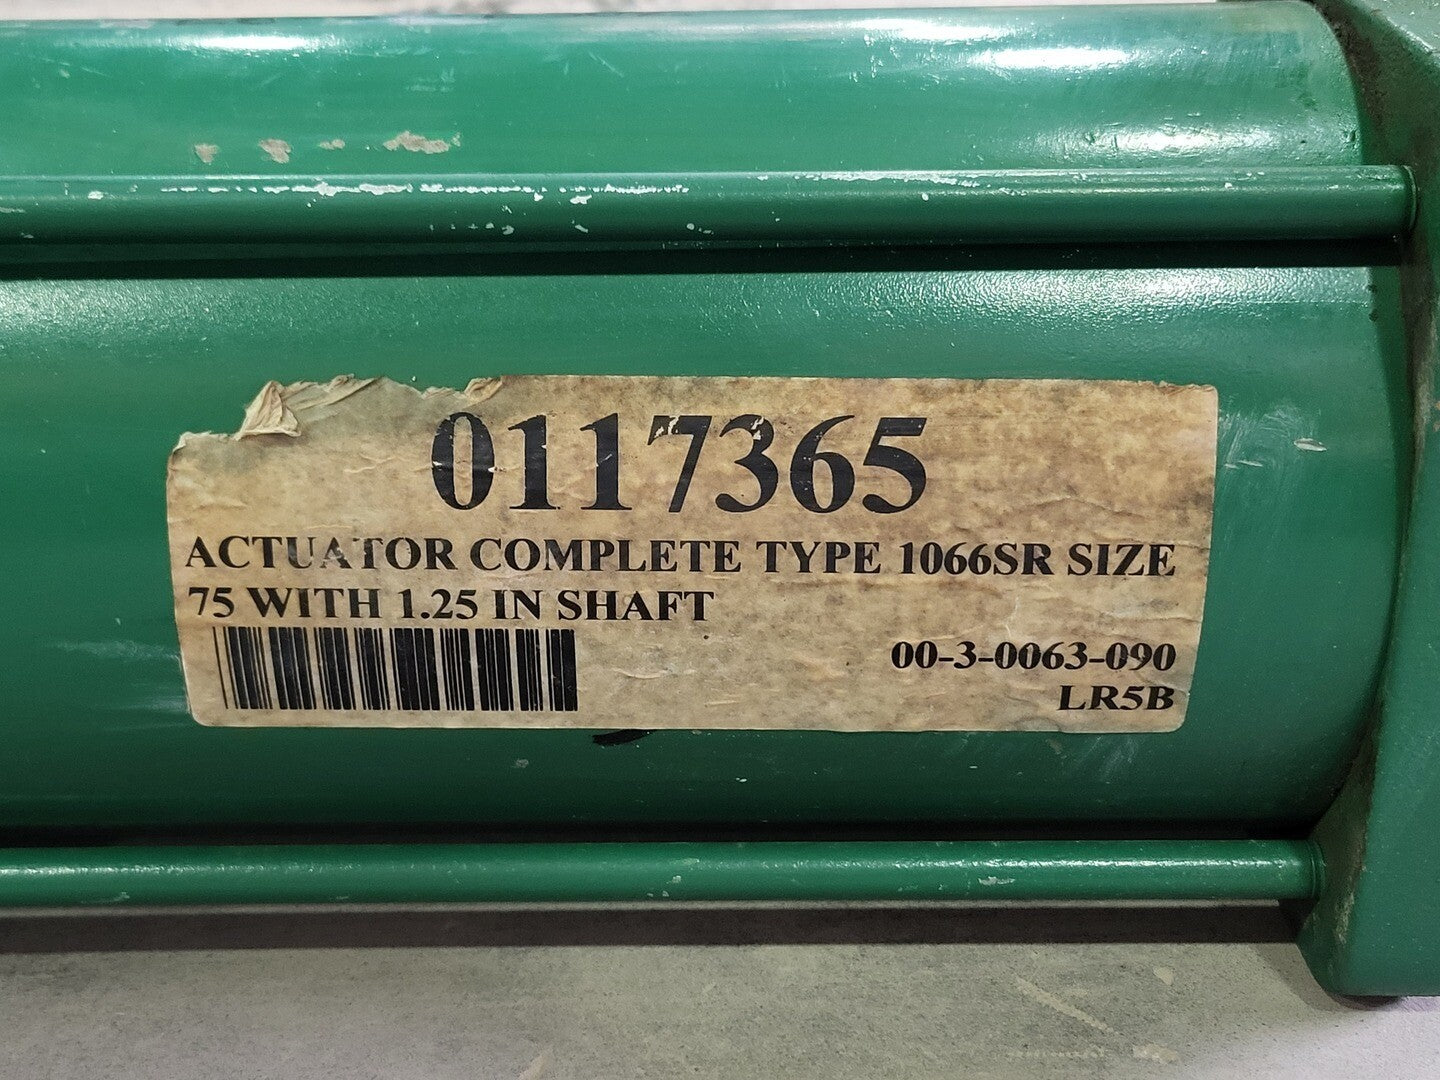 0117365
ACTUATOR COMPLETE TYPE 1066SR SIZE
75 WITH 1.25 IN SHAFT
00-3-0063-090
LR5B